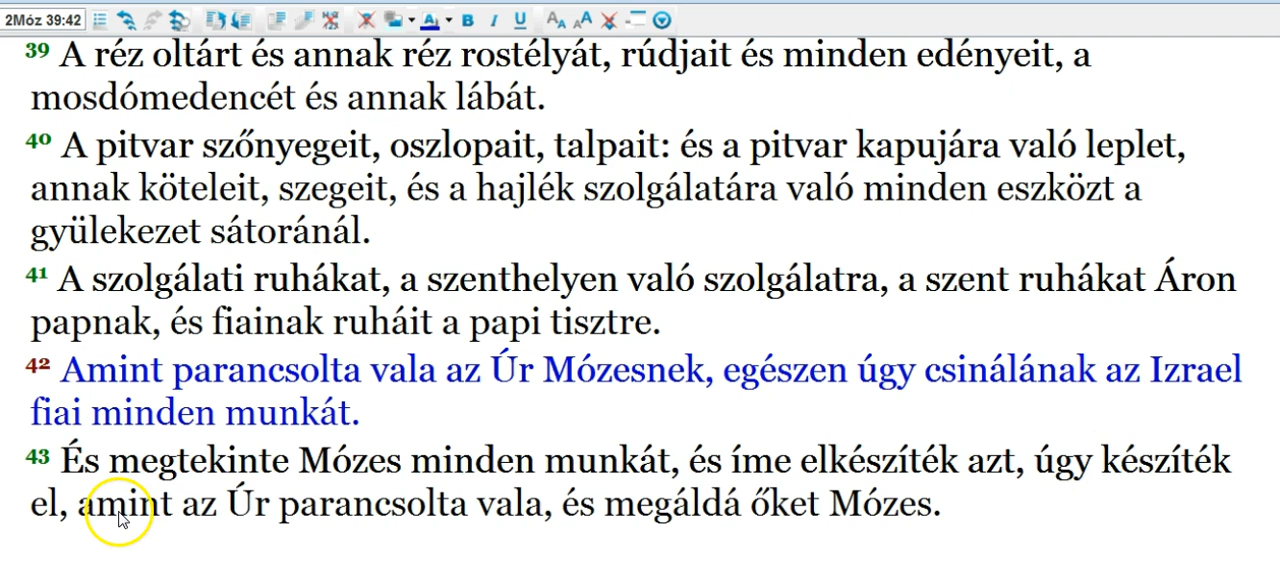 2Móz 39:42
39 A réz oltárt és annak réz rostélyát, rúdjait és minden edényeit, a
mosdómedencét és annak lábát.
40 A pitvar szőnyegeit, oszlopait, talpait: és a pitvar kapujára való leplet,
annak köteleit, szegeit, és a hajlék szolgálatára való minden eszközt a
gyülekezet sátoránál.
41 A szolgálati ruhákat, a szenthelyen való szolgálatra, a szent ruhákat Áron
papnak, és fiainak ruháit a papi tisztre.
42 Amint parancsolta vala az Úr Mózesnek, egészen úgy csinálának az Izrael
fiai minden munkát.
43 És megtekinte Mózes minden munkát, és íme elkészíték azt, úgy készíték
el, amint az Úr parancsolta vala, és megáldá őket Mózes.